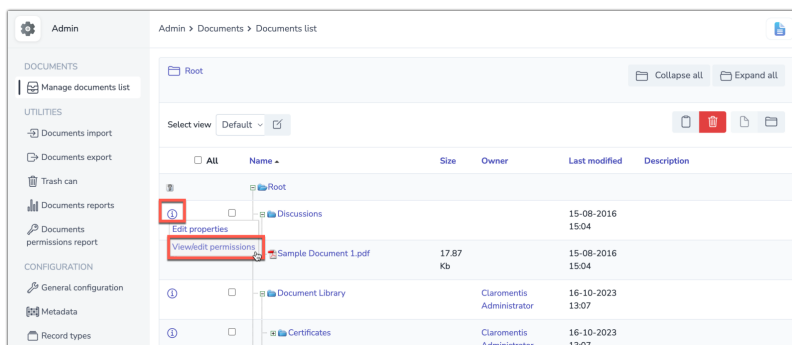 Admin
Admin > Documents > Documents list
DOCUMENTS
Manage documents list
UTILITIES
Documents import
Documents export
Trash can
Documents reports
Documents
permissions report
CONFIGURATION
General configuration
Metadata
Record types
Root
Collapse all
Expand all
Select view Default
All Name Size Owner Last modified Description
Root
Discussions 15-08-2016
15:04
Edit properties
View/edit permissions
Sample Document 1.pdf 17.87 15-08-2016
Kb 15:04
Document Library Claromentis 16-10-2023
Administrator 13:07
Certificates Claromentis 16-10-2023
Administrator 13:07